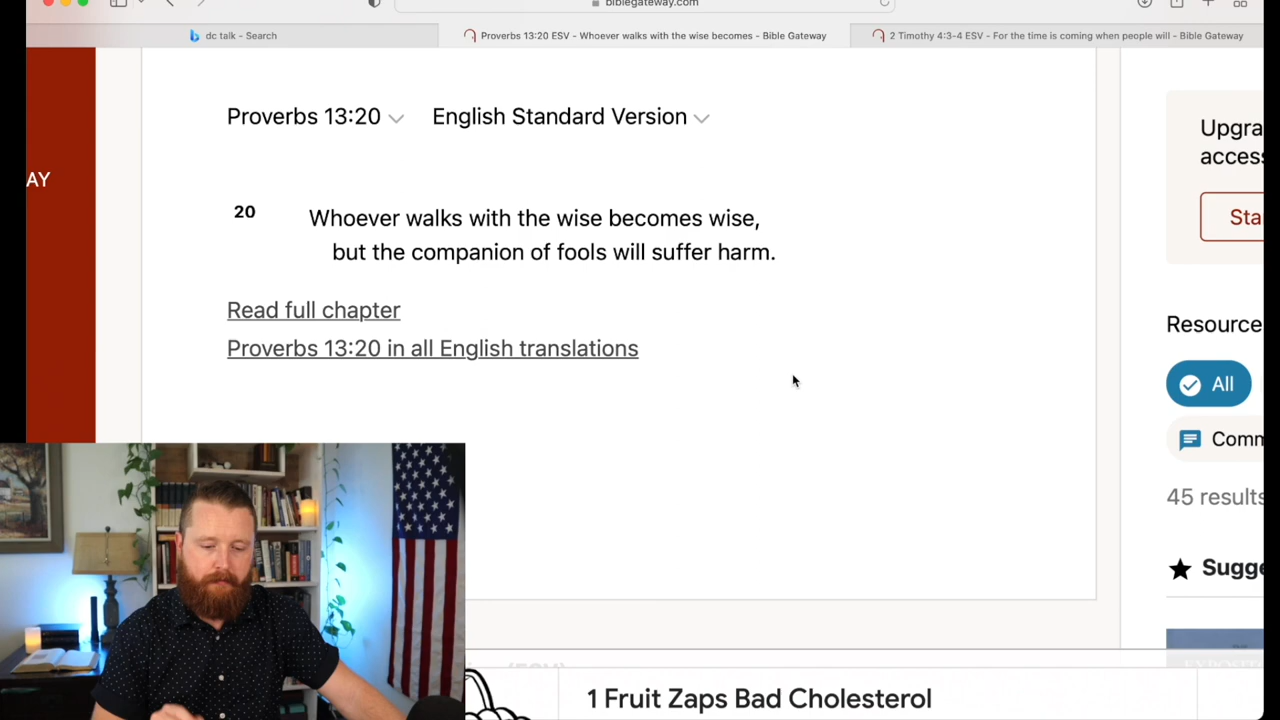 biblegateway.com
dc talk - Search
Proverbs 13:20 ESV - Whoever walks with the wise becomes - Bible Gateway
2 Timothy 4:3-4 ESV - For the time is coming when people will - Bible Gateway
AY
Proverbs 13:20
English Standard Version
Upgra
acces
Sta
20 Whoever walks with the wise becomes wise,
but the companion of fools will suffer harm.
Read full chapter
Proverbs 13:20 in all English translations
Resource
All
Comm
45 results
Sugge
1 Fruit Zaps Bad Cholesterol